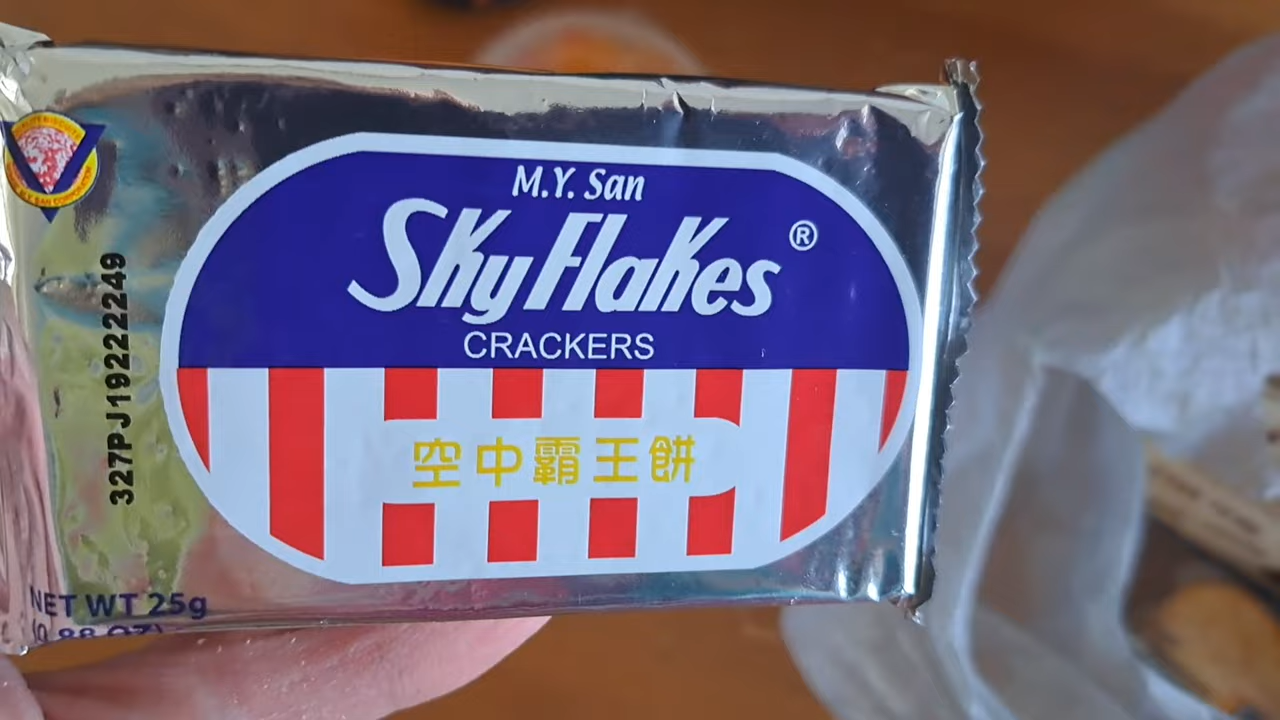 M.Y. San
SkyFlakes®
CRACKERS
空中霸王餅
327PJ19222249
NET WT 25g
(0.88 OZ)